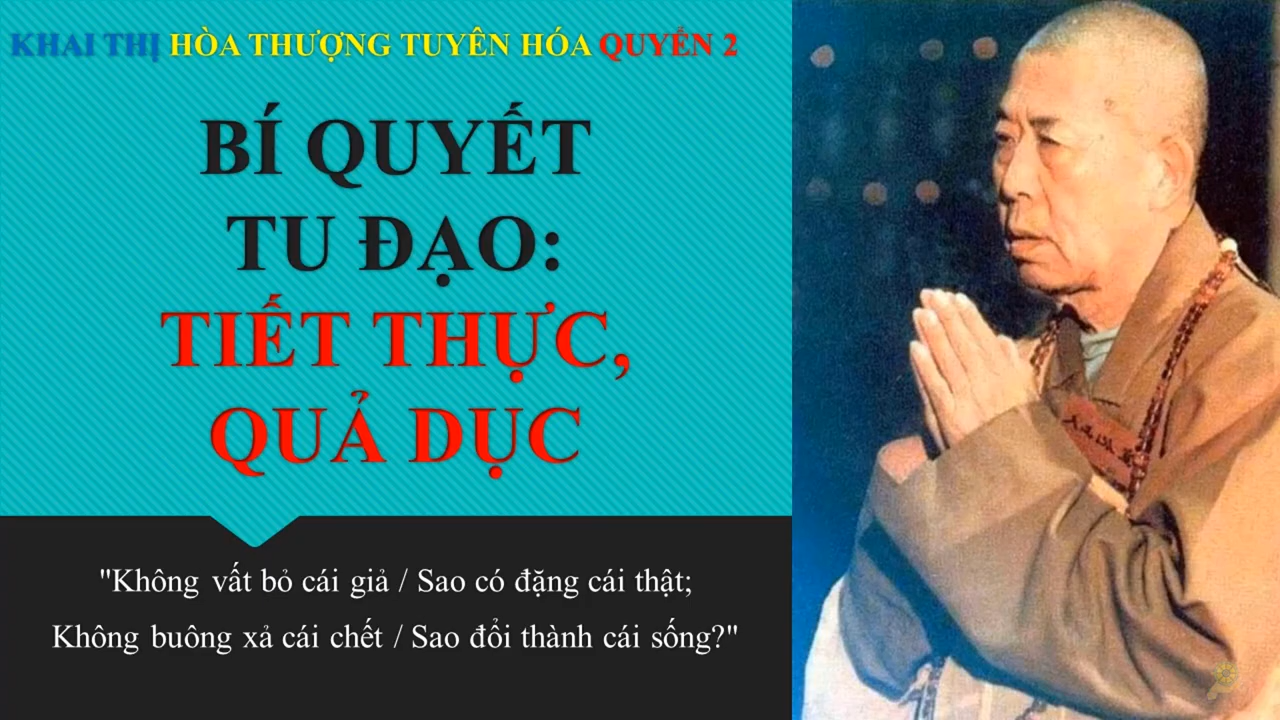 KHAI THỊ HÒA THƯỢNG TUYÊN HÓA QUYỂN 2
BÍ QUYẾT
TU ĐẠO:
TIẾT THỰC,
QUẢ DỤC
"Không vất bỏ cái giả / Sao có đặng cái thật;
Không buông xả cái chết / Sao đổi thành cái sống?"